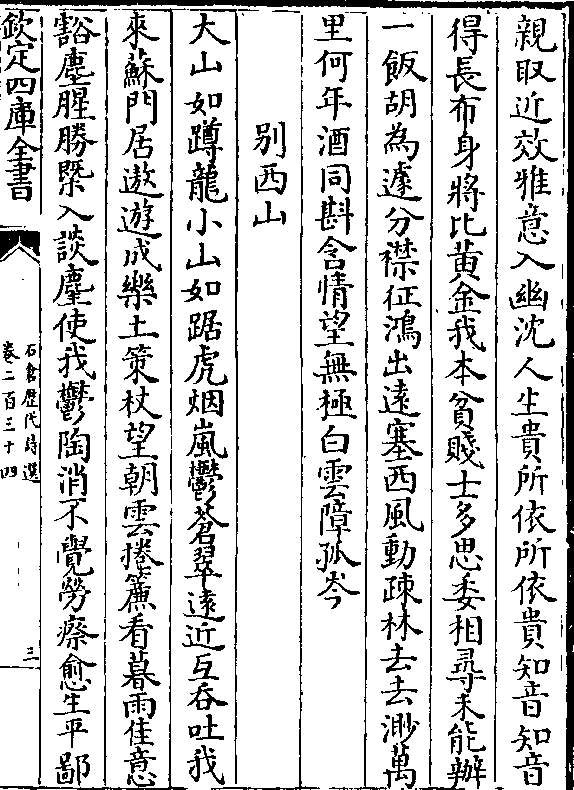 親取近效雅意入幽沈人生貴所依所依貴知音知音
得長布身將比黄金我本貧賤士多思委相尋未能辦
一飯胡為遽分襟征鴻出遠塞西風動疎林去去渺萬
里何年酒同斟含情望無極白雲障孤岑
别西山
大山如蹲龍小山如踞虎烟嵐鬱蒼翠遠近互吞吐我
來蘇門居遨遊成樂土策杖望朝雲捲簾看暮雨佳意
豁塵腥勝槩入談麈使我鬱陶消不覺勞瘵愈生平鄙
欽定四庫全書
石倉歴代詩選
卷二百三十四
三